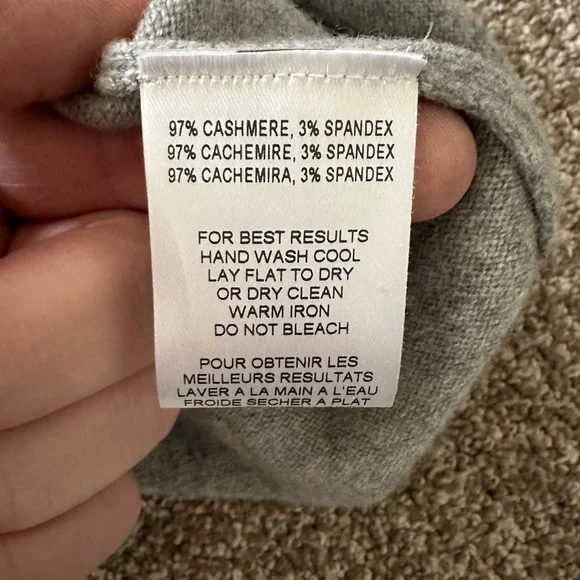 97% CASHMERE, 3% SPANDEX
97% CACHEMIRE, 3% SPANDEX
97% CACHEMIRA, 3% SPANDEX
FOR BEST RESULTS
HAND WASH COOL
LAY FLAT TO DRY
OR DRY CLEAN
WARM IRON
DO NOT BLEACH
POUR OBTENIR LES
MEILLEURS RESULTATS
LAVER A LA MAIN A L'EAU
FROIDE SECHER A PLAT